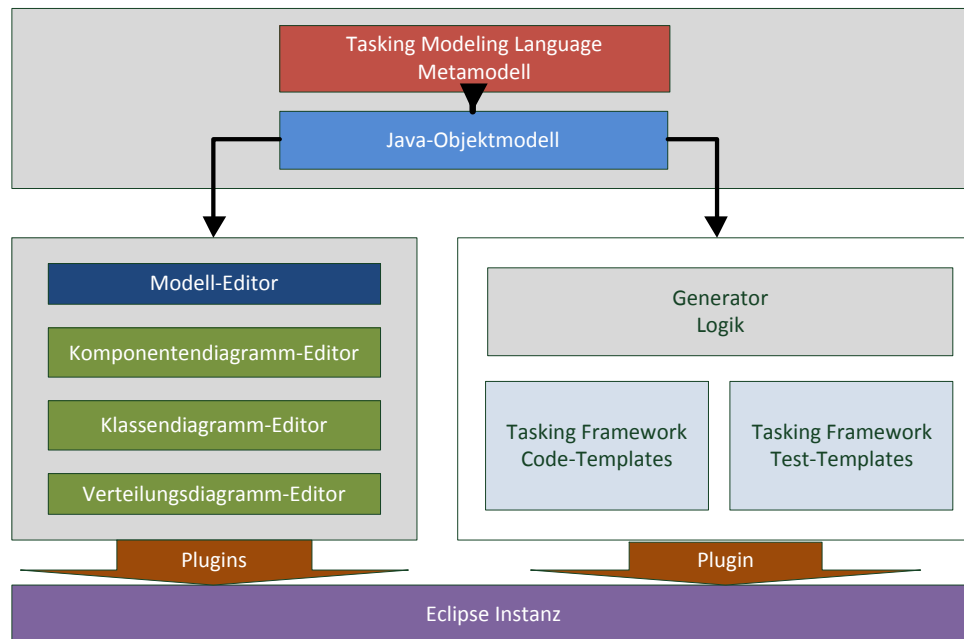 Tasking Modeling Language
Metamodell
Java-Objektmodell
Modell-Editor
Komponentendiagramm-Editor
Klassendiagramm-Editor
Verteilungsdiagramm-Editor
Generator
Logik
Tasking Framework
Code-Templates
Tasking Framework
Test-Templates
Plugins
Plugin
Eclipse Instanz